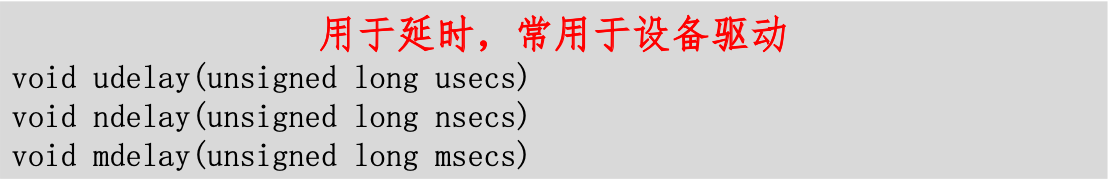 用于延时，常用于设备驱动
void udelay(unsigned long usecs)
void ndelay(unsigned long nsecs)
void mdelay(unsigned long msecs)